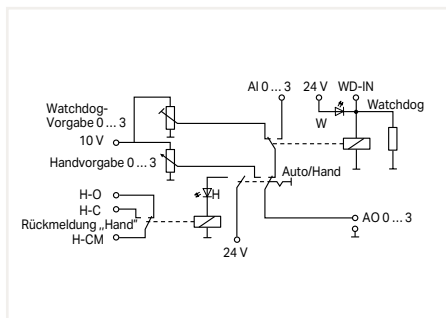 AI 0 ... 3 24 V WD-IN
Watchdog-
Vorgabe 0 ... 3
Watchdog
W
10 V
Handvorgabe 0 ... 3
Auto/Hand
H
H-O
H-C
Rückmeldung „Hand"
H-CM
AO 0 ... 3
24 V